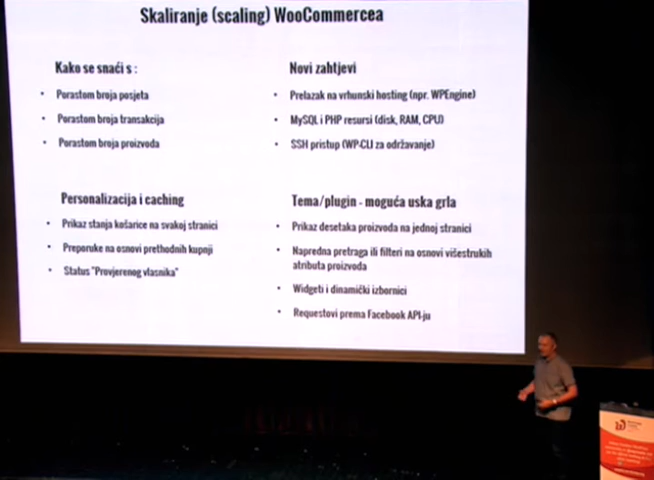 Skaliranje (scaling) WooCommercea
Kako se snaći s :
• Porastom broja posjeta
• Porastom broja transakcija
• Porastom broja proizvoda
Novi zahtjevi
• Prelazak na vrhunski hosting (npr. WPEngine)
• MySQL i PHP resursi (disk, RAM, CPU)
• SSH pristup (WP-CLI za održavanje)
Personalizacija i caching
• Prikaz stanja košarice na svakoj stranici
• Preporuke na osnovi prethodnih kupnji
• Status "Provjerenog vlasnika"
Tema/plugin - moguća uska grla
• Prikaz desetaka proizvoda na jednoj stranici
• Napredna pretraga ili filteri na osnovi višestrukih
atributa proizvoda
• Widgeti i dinamički izbornici
• Requestovi prema Facebook API-ju